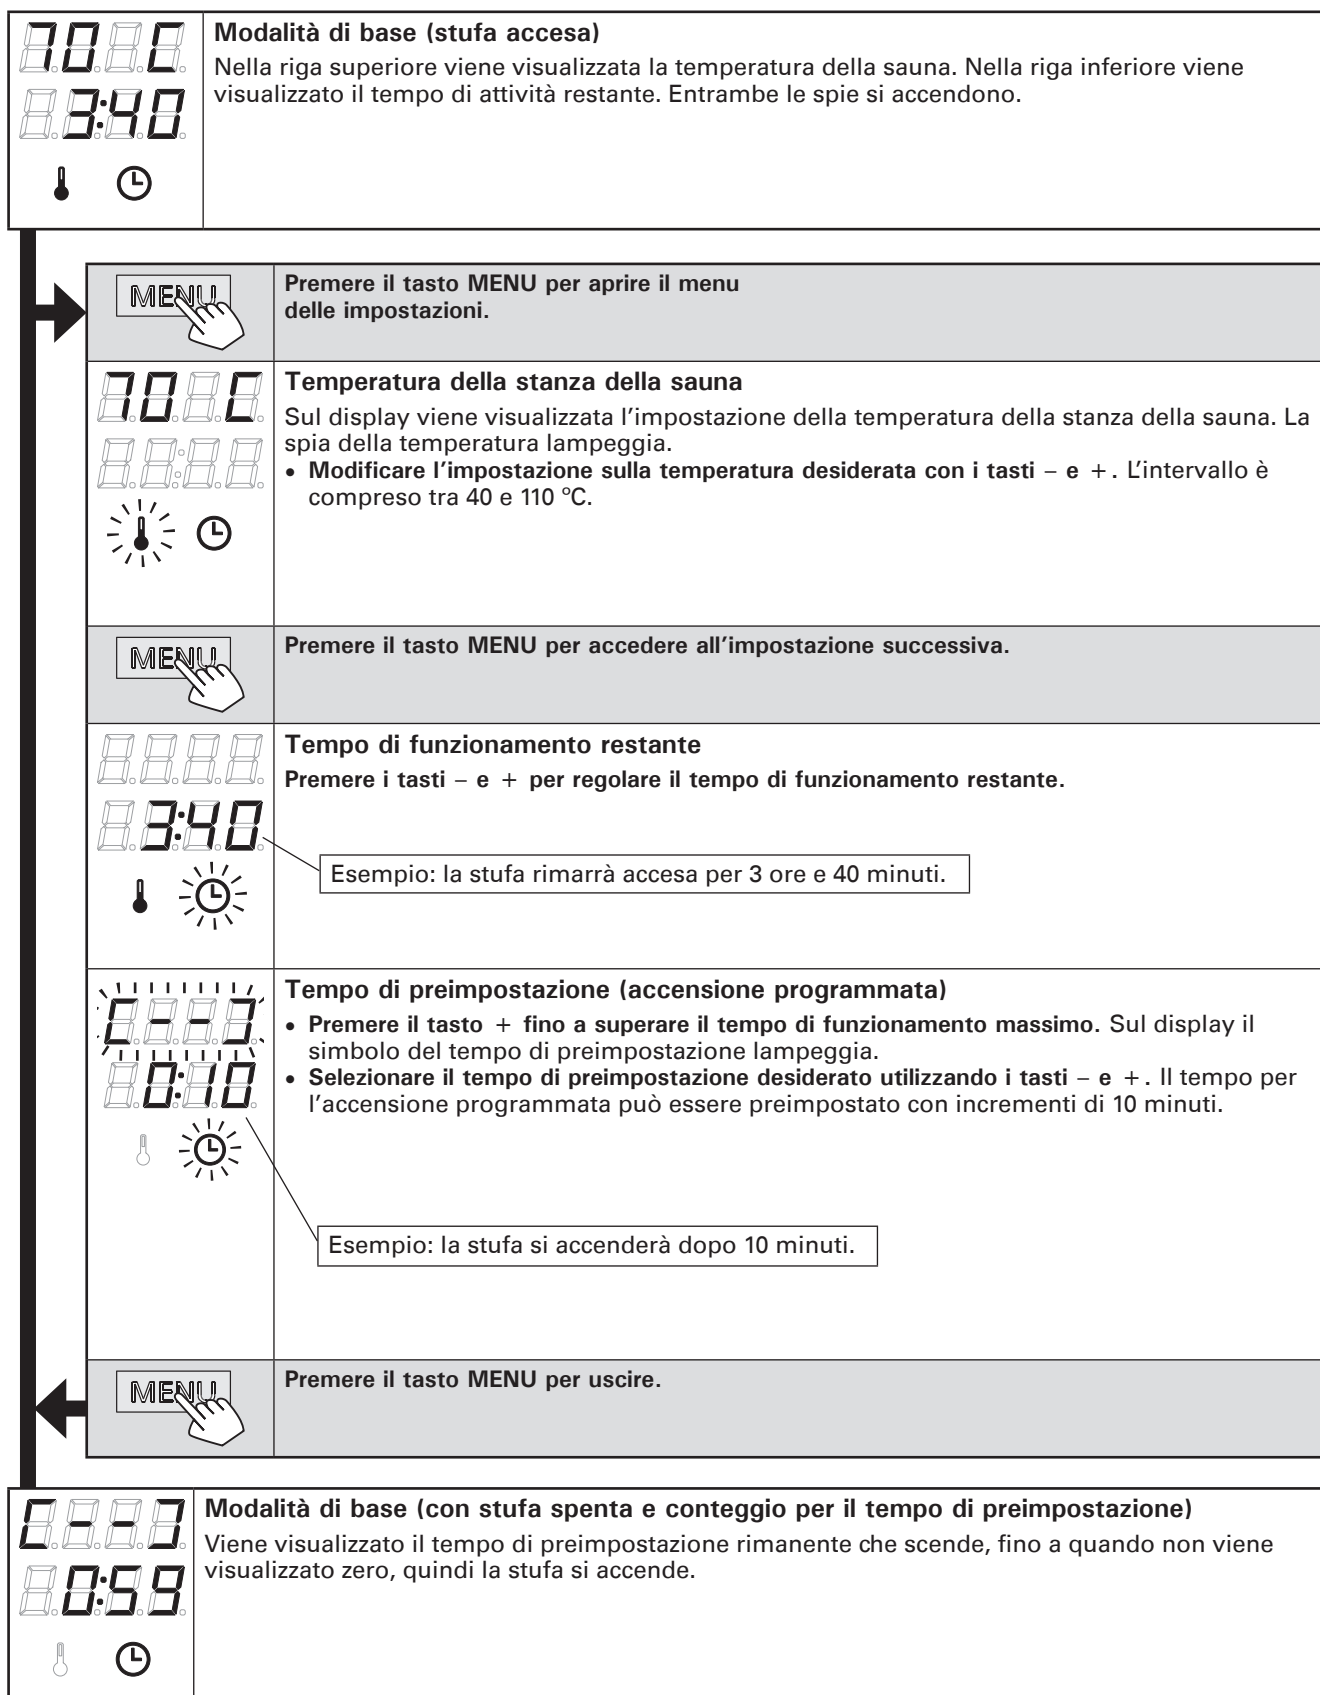 70 C
Modalità di base (stufa accesa)
Nella riga superiore viene visualizzata la temperatura della sauna. Nella riga inferiore viene
visualizzato il tempo di attività restante. Entrambe le spie si accendono.
3:40
MENU
Premere il tasto MENU per aprire il menu
delle impostazioni.
70 C
Temperatura della stanza della sauna
Sul display viene visualizzata l’impostazione della temperatura della stanza della sauna. La
spia della temperatura lampeggia.
• Modificare l’impostazione sulla temperatura desiderata con i tasti – e +. L’intervallo è
compreso tra 40 e 110 °C.
MENU
Premere il tasto MENU per accedere all’impostazione successiva.
Tempo di funzionamento restante
Premere i tasti – e + per regolare il tempo di funzionamento restante.
3:40
Esempio: la stufa rimarrà accesa per 3 ore e 40 minuti.
[--]
Tempo di preimpostazione (accensione programmata)
• Premere il tasto + fino a superare il tempo di funzionamento massimo. Sul display il
simbolo del tempo di preimpostazione lampeggia.
• Selezionare il tempo di preimpostazione desiderato utilizzando i tasti – e +. Il tempo per
l’accensione programmata può essere preimpostato con incrementi di 10 minuti.
0:10
Esempio: la stufa si accenderà dopo 10 minuti.
MENU
Premere il tasto MENU per uscire.
[--]
Modalità di base (con stufa spenta e conteggio per il tempo di preimpostazione)
Viene visualizzato il tempo di preimpostazione rimanente che scende, fino a quando non viene
visualizzato zero, quindi la stufa si accende.
0:59